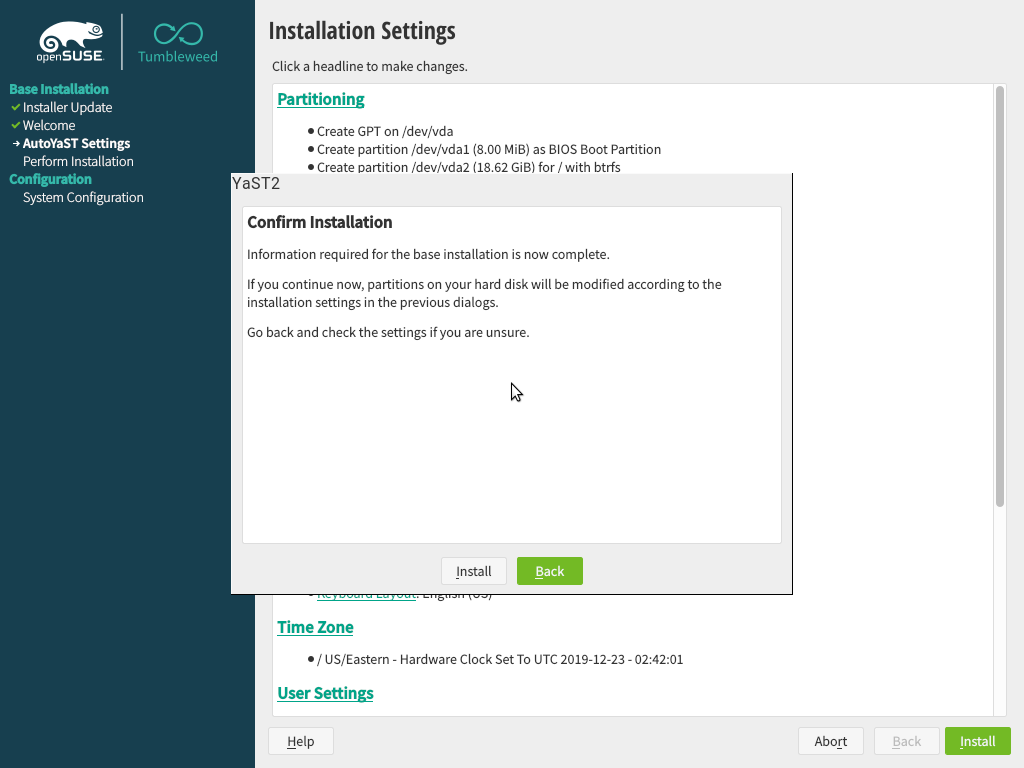 openSUSE
Tumbleweed
Base Installation
Installer Update
Welcome
AutoYaST Settings
Perform Installation
Configuration
System Configuration
Installation Settings
Click a headline to make changes.
Partitioning
Create GPT on /dev/vda
Create partition /dev/vda1 (8.00 MiB) as BIOS Boot Partition
Create partition /dev/vda2 (18.62 GiB) for / with btrfs
YaST2
Confirm Installation
Information required for the base installation is now complete.
If you continue now, partitions on your hard disk will be modified according to the
installation settings in the previous dialogs.
Go back and check the settings if you are unsure.
Install
Back
Keyboard Layout: English (US)
Time Zone
/ US/Eastern - Hardware Clock Set To UTC 2019-12-23 - 02:42:01
User Settings
Help
Abort
Back
Install